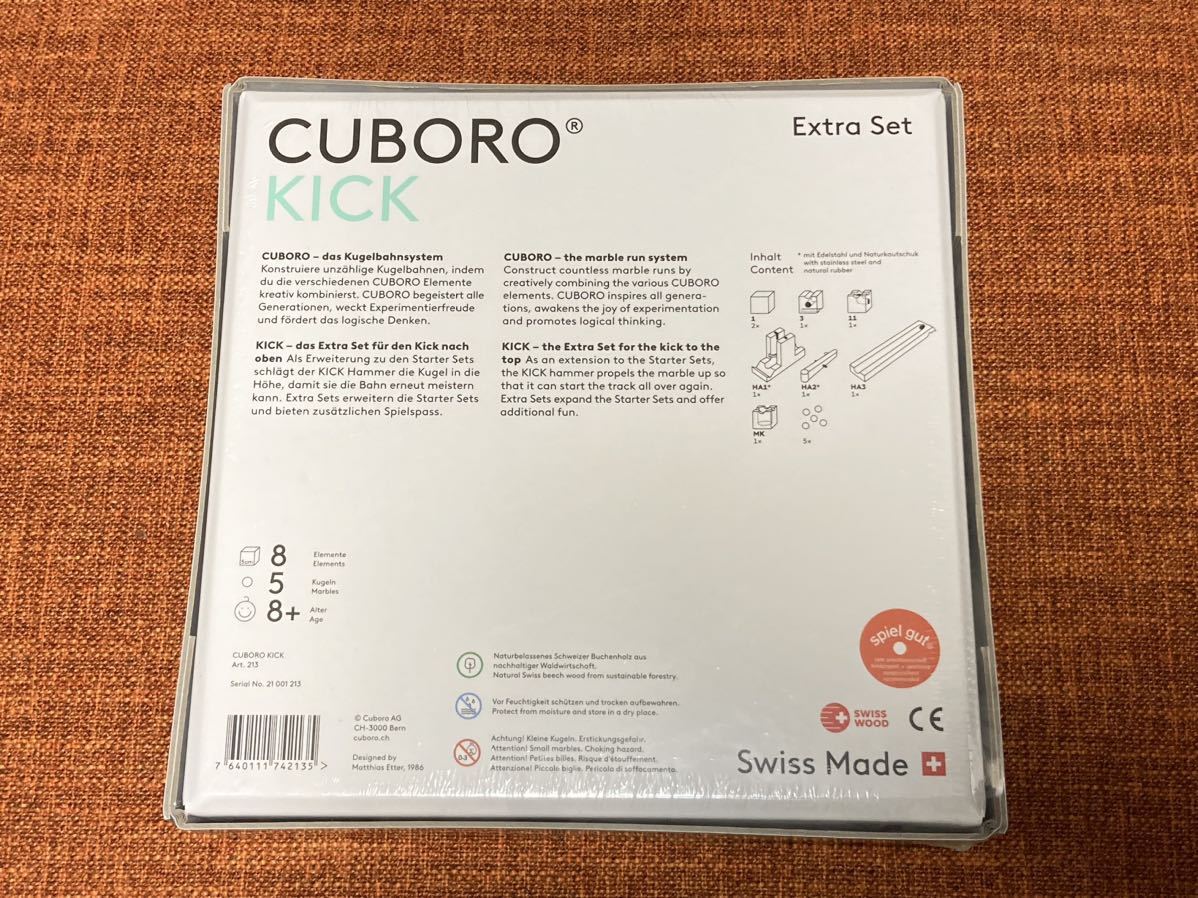 CUBORO®
KICK
Extra Set
CUBORO – das Kugelbahnsystem
Konstruiere unzählige Kugelbahnen, indem
du die verschiedenen CUBORO Elemente
kreativ kombinierst. CUBORO begeistert alle
Generationen, weckt Experimentierfreude
und fördert das logische Denken.
KICK – das Extra Set für den Kick nach
oben Als Erweiterung zu den Starter Sets
schlägt der KICK Hammer die Kugel in die
Höhe, damit sie die Bahn erneut meistern
kann. Extra Sets erweitern die Starter Sets
und bieten zusätzlichen Spielspass.
CUBORO – the marble run system
Construct countless marble runs by
creatively combining the various CUBORO
elements. CUBORO inspires all genera-
tions, awakens the joy of experimentation
and promotes logical thinking.
KICK – the Extra Set for the kick to the
top As an extension to the Starter Sets,
the KICK hammer propels the marble up so
that it can start the track all over again.
Extra Sets expand the Starter Sets and offer
additional fun.
Inhalt
Content
* mit Edelstahl und Naturkautschuk
with stainless steel and
natural rubber
1 3 11
2x 1x 1x
HA1* HA2* HA3
1x 1x 1x
MK
1x 5x
5cm 8 Elemente
Elements
5 Kugeln
Marbles
8+ Alter
Age
CUBORO KICK
Art. 213
Serial No. 21 001 213
7 640111 742135 >
© Cuboro AG
CH-3000 Bern
cuboro.ch
Designed by
Matthias Etter, 1986
Naturbelassenes Schweizer Buchenholz aus
nachhaltiger Waldwirtschaft.
Natural Swiss beech wood from sustainable forestry.
Vor Feuchtigkeit schützen und trocken aufbewahren.
Protect from moisture and store in a dry place.
0-3
Achtung! Kleine Kugeln. Erstickungsgefahr.
Attention! Small marbles. Choking hazard.
Attention! Petites billes. Risque d'étouffement.
Attenzione! Piccole biglie. Pericolo di soffocamento.
spiel gut
SWISS
WOOD
CE
Swiss Made